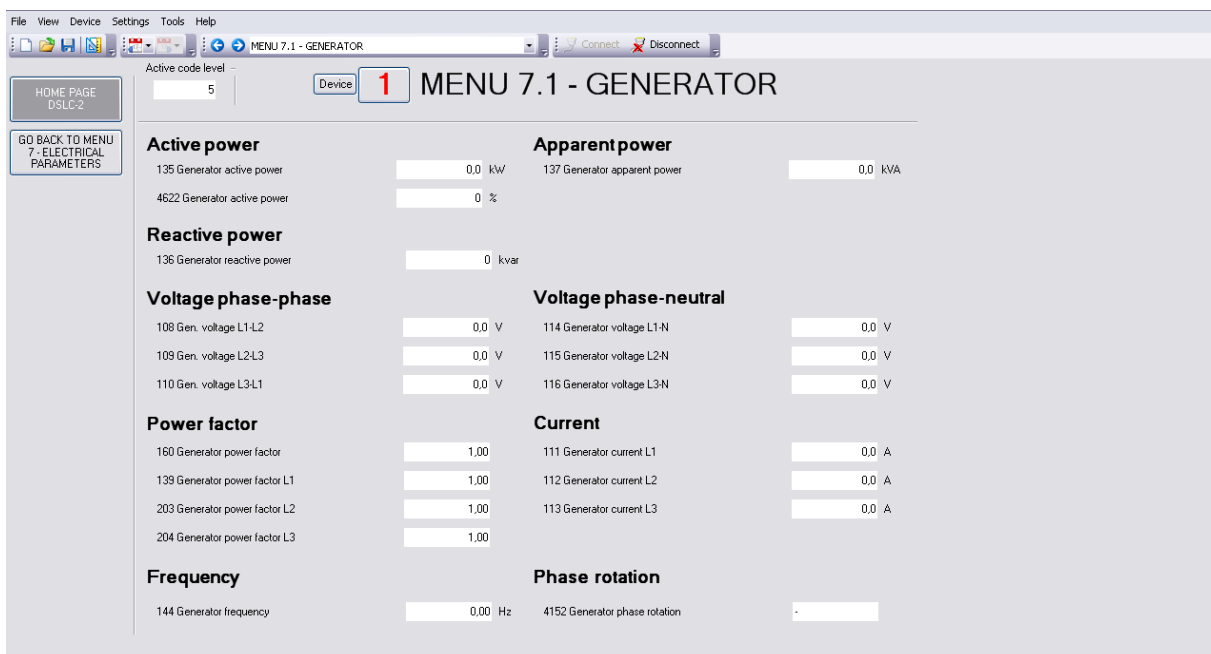 File View Device Settings Tools Help
MENU 7.1 - GENERATOR Connect Disconnect
Active code level
5
Device 1 MENU 7.1 - GENERATOR
HOME PAGE
DSLC-2
GO BACK TO MENU
7 - ELECTRICAL
PARAMETERS
Active power Apparent power
135 Generator active power 0,0 kW 137 Generator apparent power 0,0 kVA
4622 Generator active power 0 %
Reactive power
136 Generator reactive power 0 kvar
Voltage phase-phase Voltage phase-neutral
108 Gen. voltage L1-L2 0,0 V 114 Generator voltage L1-N 0,0 V
109 Gen. voltage L2-L3 0,0 V 115 Generator voltage L2-N 0,0 V
110 Gen. voltage L3-L1 0,0 V 116 Generator voltage L3-N 0,0 V
Power factor Current
160 Generator power factor 1,00 111 Generator current L1 0,0 A
139 Generator power factor L1 1,00 112 Generator current L2 0,0 A
203 Generator power factor L2 1,00 113 Generator current L3 0,0 A
204 Generator power factor L3 1,00
Frequency Phase rotation
144 Generator frequency 0,00 Hz 4152 Generator phase rotation -